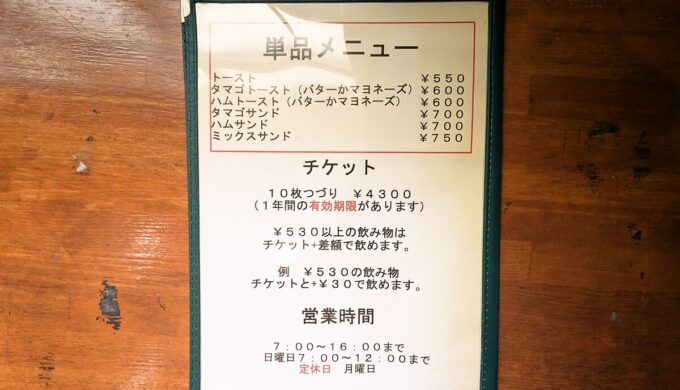 単品メニュー
トースト ￥５５０
タマゴトースト（バターかマヨネーズ） ￥６００
ハムトースト（バターかマヨネーズ） ￥６００
タマゴサンド ￥７００
ハムサンド ￥７００
ミックスサンド ￥７５０
チケット
１０枚つづり ￥４３００
（１年間の有効期限があります）
￥５３０以上の飲み物は
チケット+差額で飲めます。
例 ￥５３０の飲み物
チケットと+￥３０で飲めます。
営業時間
７：００〜１６：００まで
日曜日７：００〜１２：００まで
定休日 月曜日